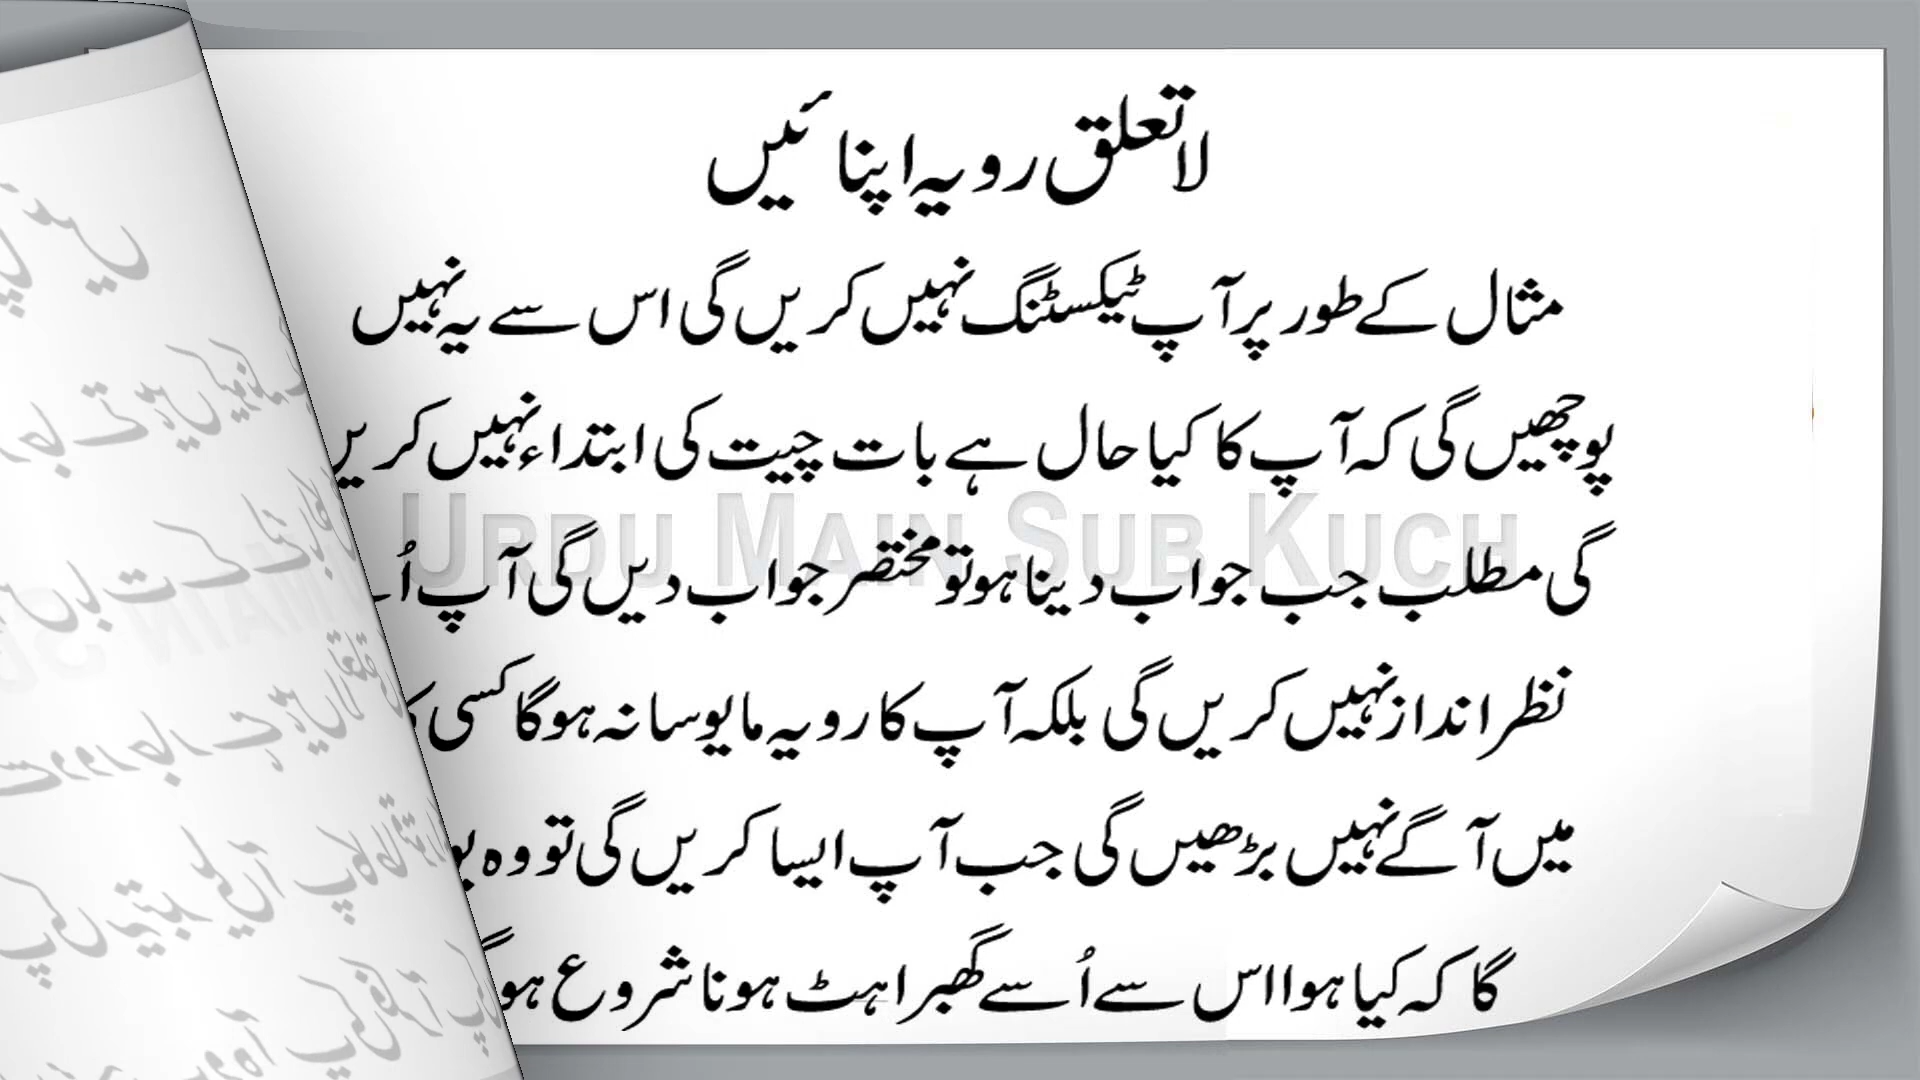 لاتعلق رویہ اپنائیں
مثال کے طور پر آپ ٹیکسٹنگ نہیں کریں گی اس سے یہ نہیں
پوچھیں گی کہ آپ کا کیا حال ہے بات چیت کی ابتداء نہیں کریں
URDU MAIN SUB KUCH
گی مطلب جب جواب دینا ہو تو مختصر جواب دیں گی آپ
نظر انداز نہیں کریں گی بلکہ آپ کا رویہ مایوسانہ ہوگا کسی
میں آگے نہیں بڑھیں گی جب آپ ایسا کریں گی تو وہ
گا کہ کیا ہوا اس سے اُسے گھبراہٹ ہونا شروع